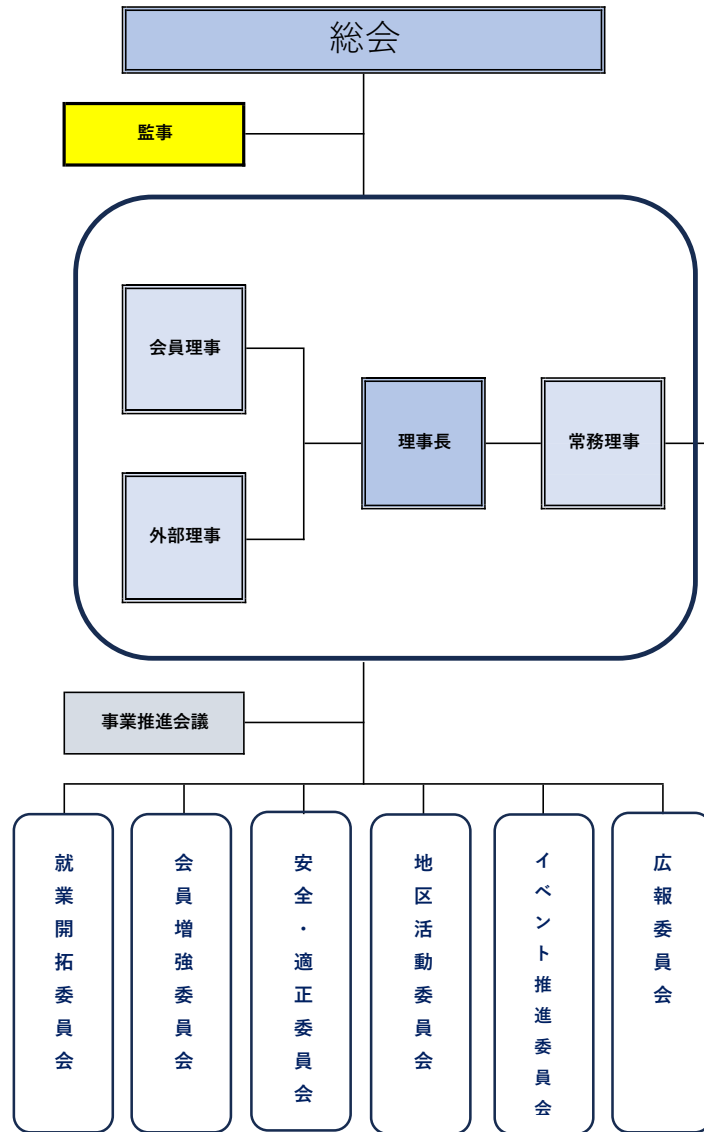 総会
監事
会員理事
理事長
常務理事
外部理事
事業推進会議
就業開拓委員会
会員増強委員会
安全・適正委員会
地区活動委員会
イベント推進委員会
広報委員会